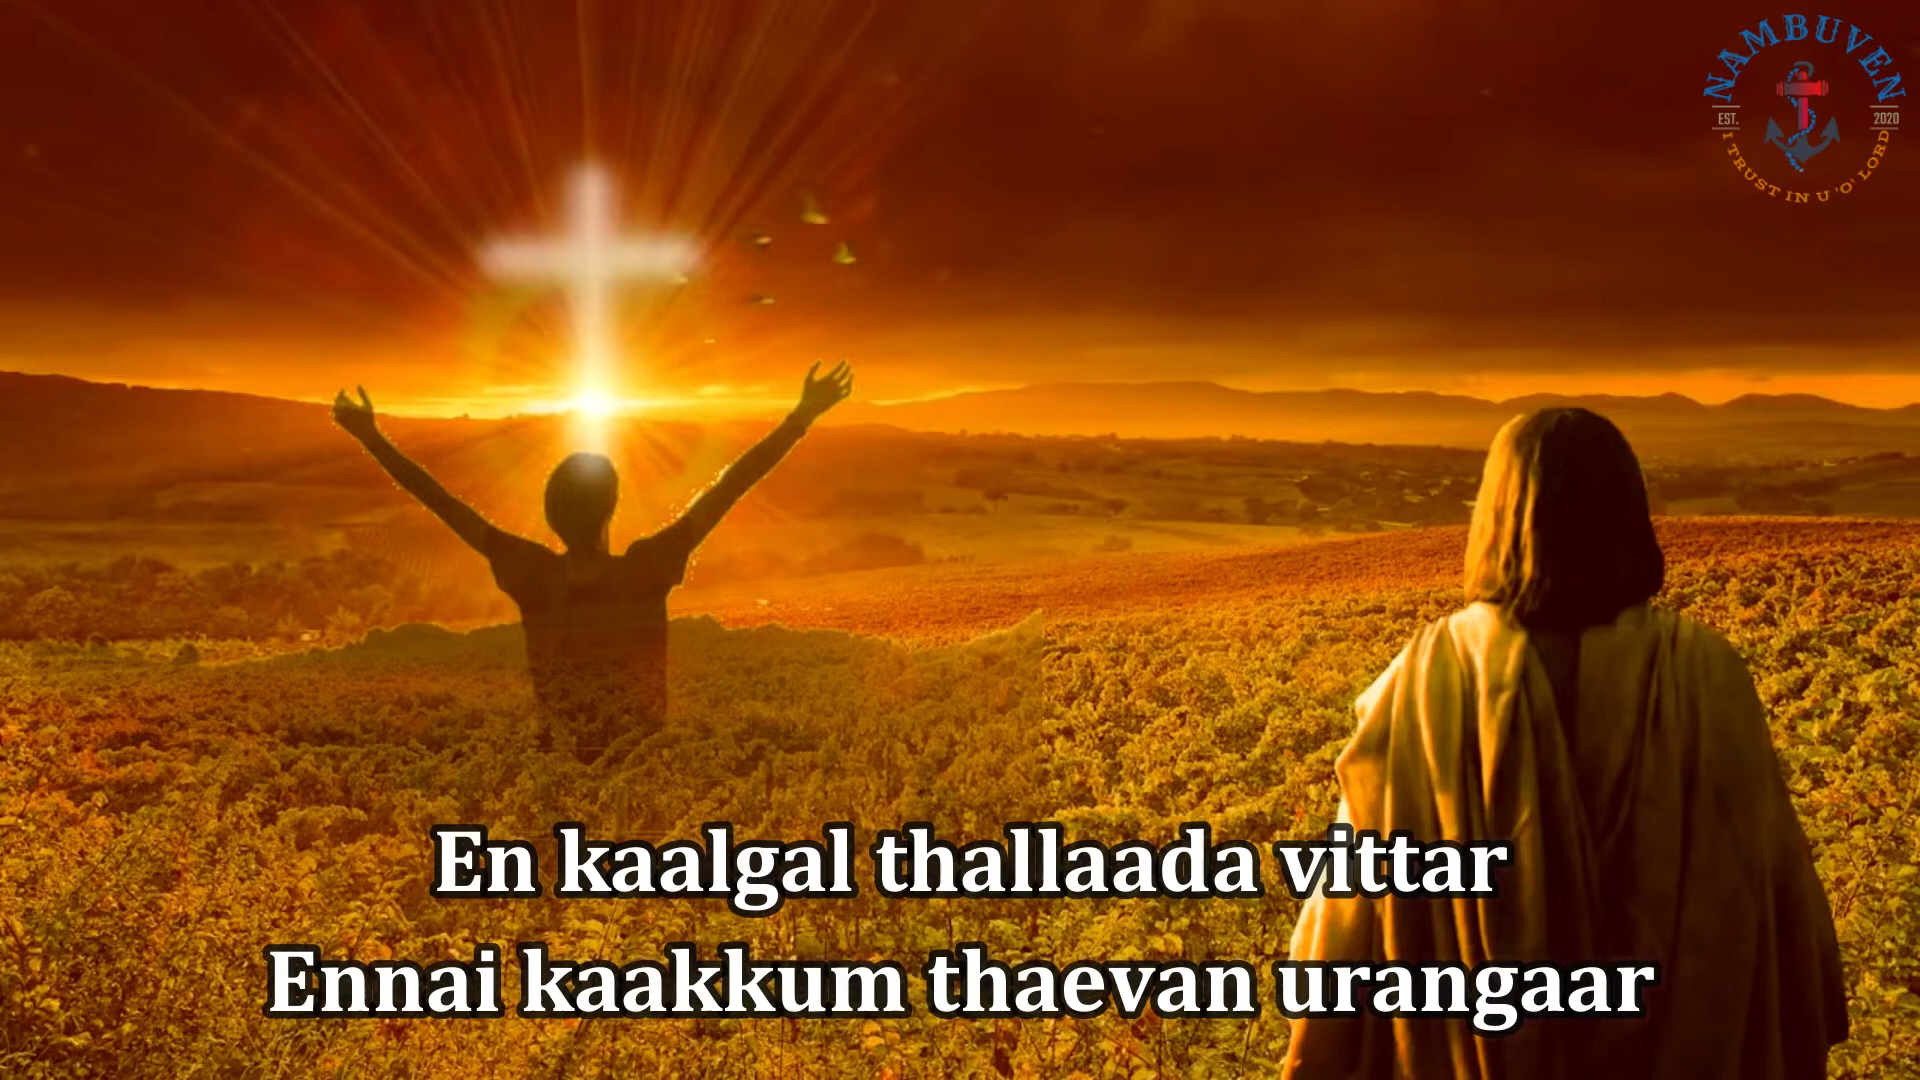 NAMBUVEN
EST. 2020
I TRUST IN U 'O' LORD
En kaalgal thallaada vittar
Ennai kaakkum thaevan urangaar